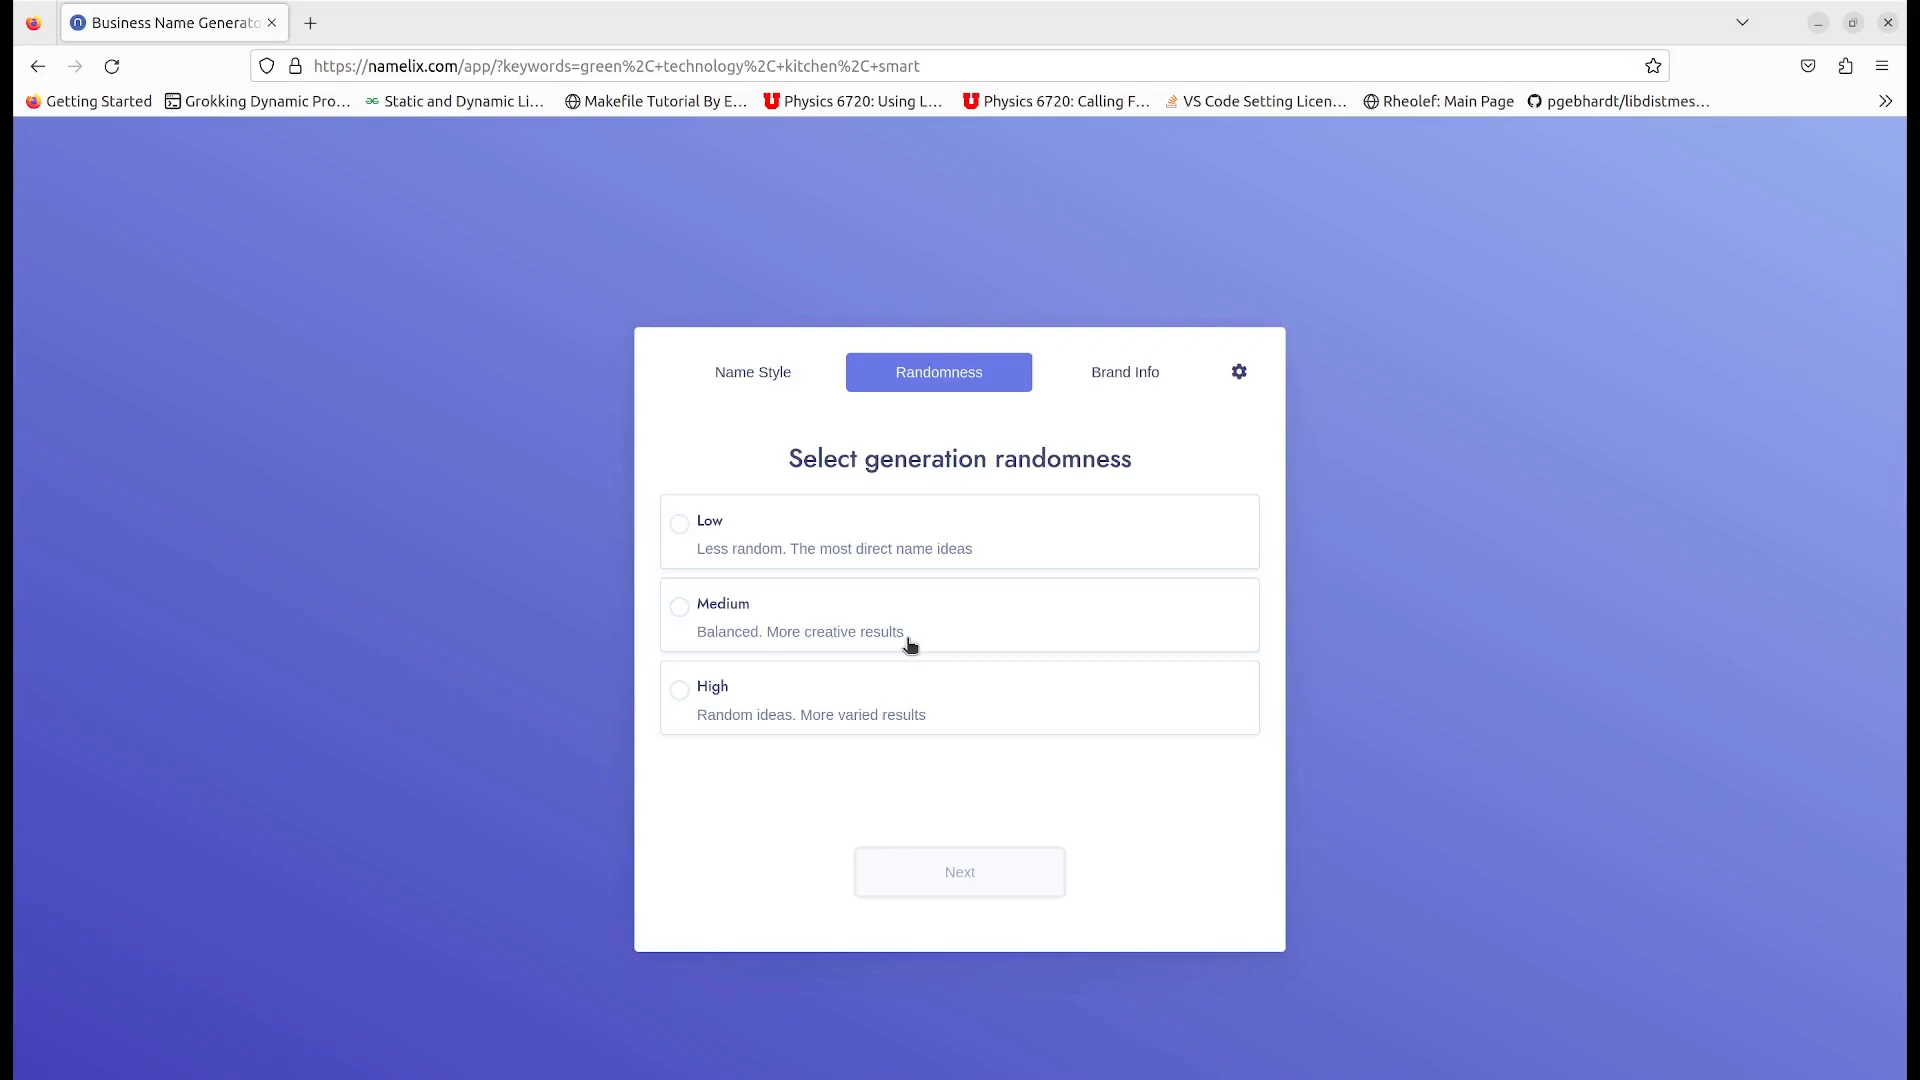 Business Name Generato
https://namelix.com/app/?keywords=green%2C+technology%2C+kitchen%2C+smart
Getting Started Grokking Dynamic Pro... Static and Dynamic Li... Makefile Tutorial By E... Physics 6720: Using L... Physics 6720: Calling F... VS Code Setting Licen... Rheolef: Main Page pgebhardt/libdistmes...
Name Style Randomness Brand Info
Select generation randomness
Low
Less random. The most direct name ideas
Medium
Balanced. More creative results
High
Random ideas. More varied results
Next